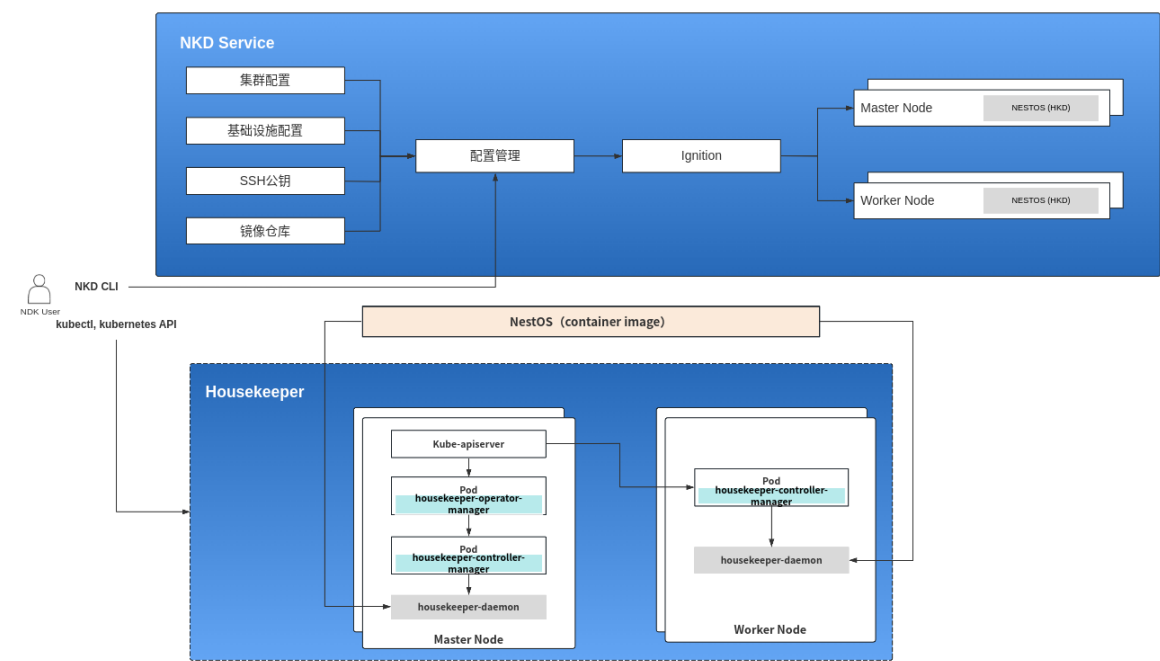 NKD Service
集群配置
基础设施配置
SSH公钥
镜像仓库
配置管理
Ignition
Master Node
NESTOS (HKD)
Worker Node
NESTOS (HKD)
NKD CLI
NDK User
kubectl, kubernetes API
NestOS（container image）
Housekeeper
Kube-apiserver
Pod
housekeeper-operator-
manager
Pod
housekeeper-controller-
manager
housekeeper-daemon
Master Node
Pod
housekeeper-controller-
manager
housekeeper-daemon
Worker Node